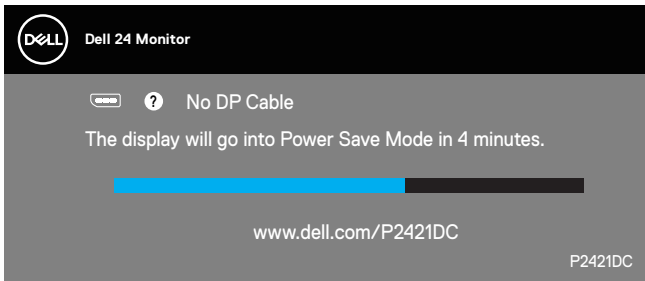 DELL
Dell 24 Monitor
? No DP Cable
The display will go into Power Save Mode in 4 minutes.
www.dell.com/P2421DC
P2421DC